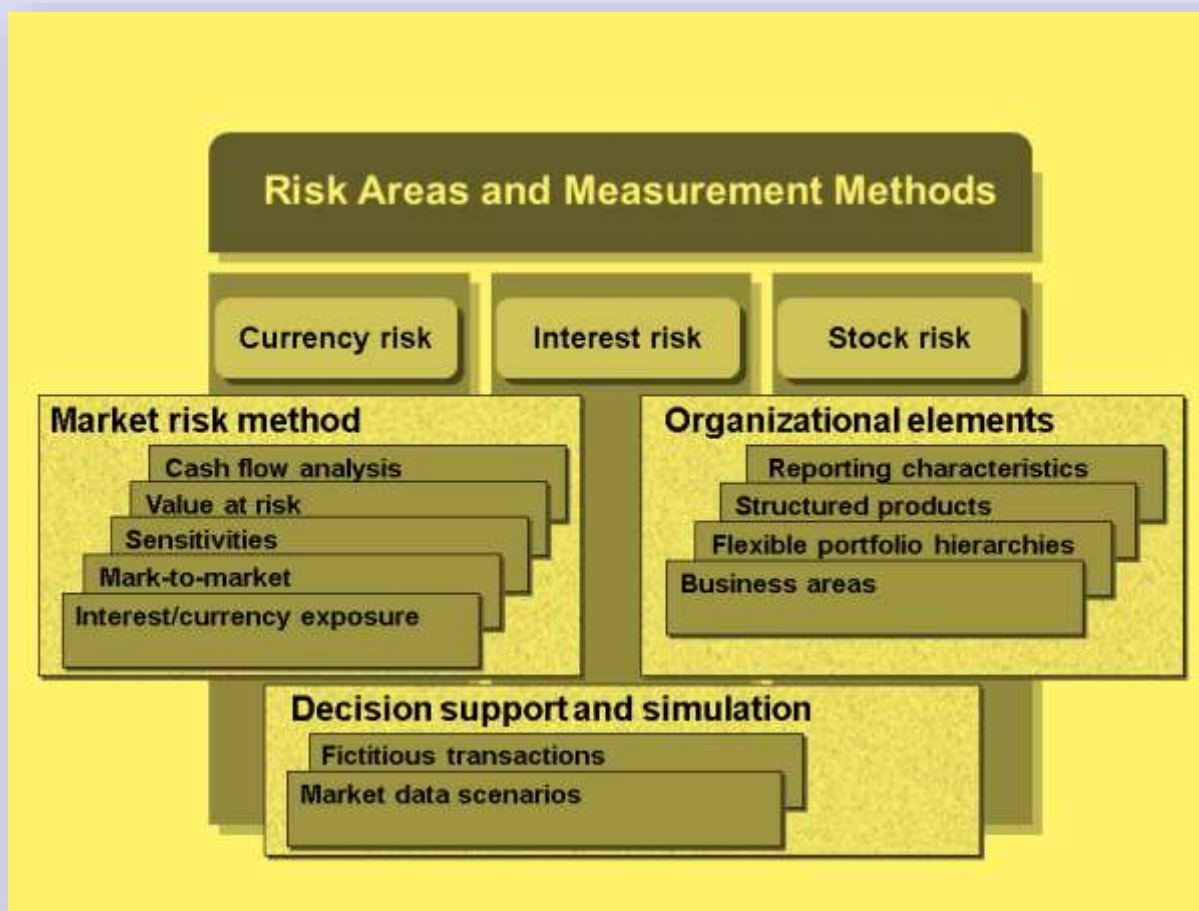 Risk Areas and Measurement Methods
Currency risk
Interest risk
Stock risk
Market risk method
Cash flow analysis
Value at risk
Sensitivities
Mark-to-market
Interest/currency exposure
Organizational elements
Reporting characteristics
Structured products
Flexible portfolio hierarchies
Business areas
Decision support and simulation
Fictitious transactions
Market data scenarios